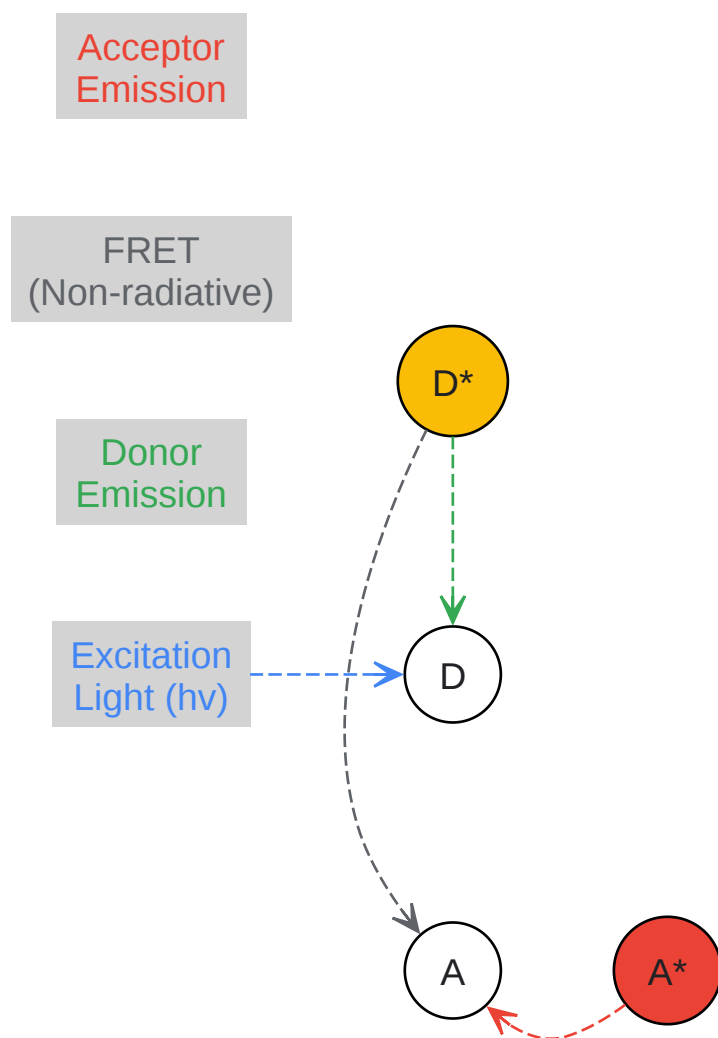 Acceptor
Emission
FRET
(Non-radiative)
D*
Donor
Emission
Excitation
Light (hv)
D
A
A*